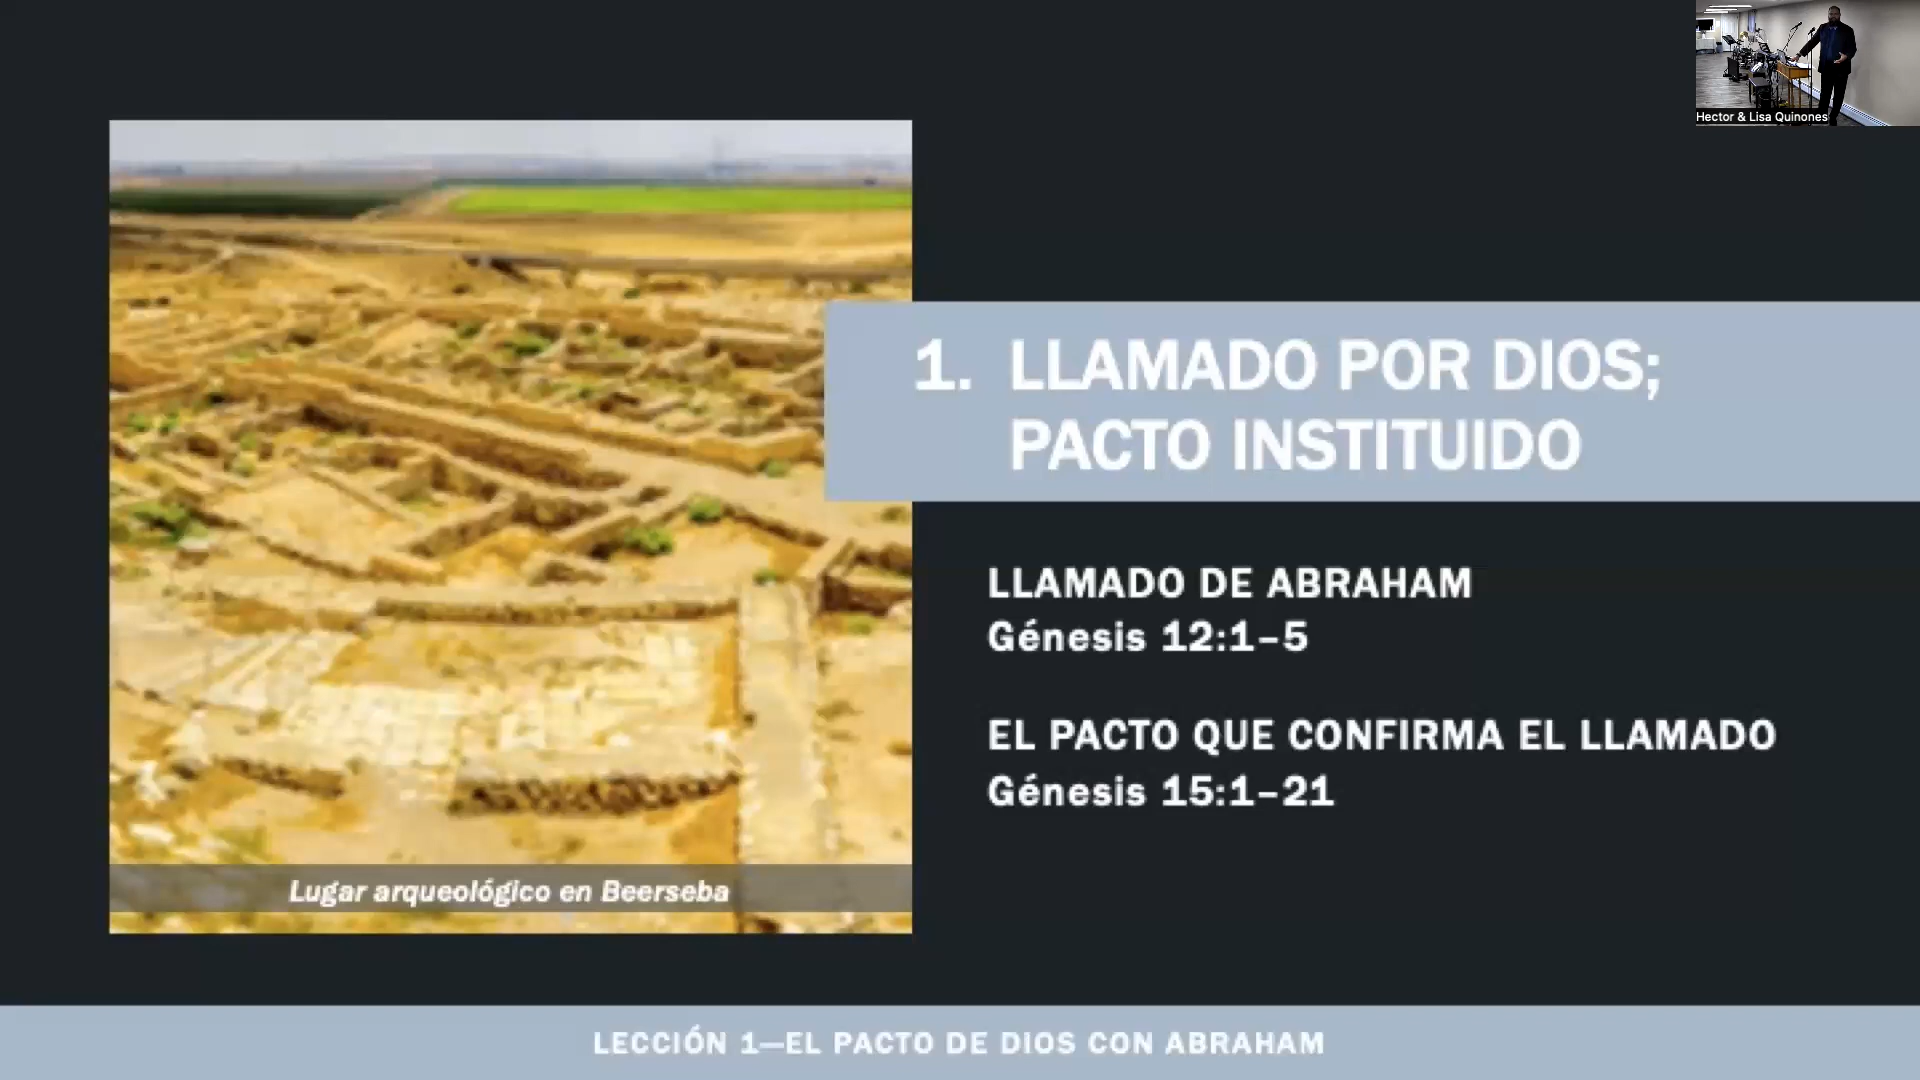 Hector & Lisa Quinones
1. LLAMADO POR DIOS;
PACTO INSTITUIDO
LLAMADO DE ABRAHAM
Génesis 12:1–5
EL PACTO QUE CONFIRMA EL LLAMADO
Génesis 15:1–21
Lugar arqueológico en Beerseba
LECCIÓN 1—EL PACTO DE DIOS CON ABRAHAM